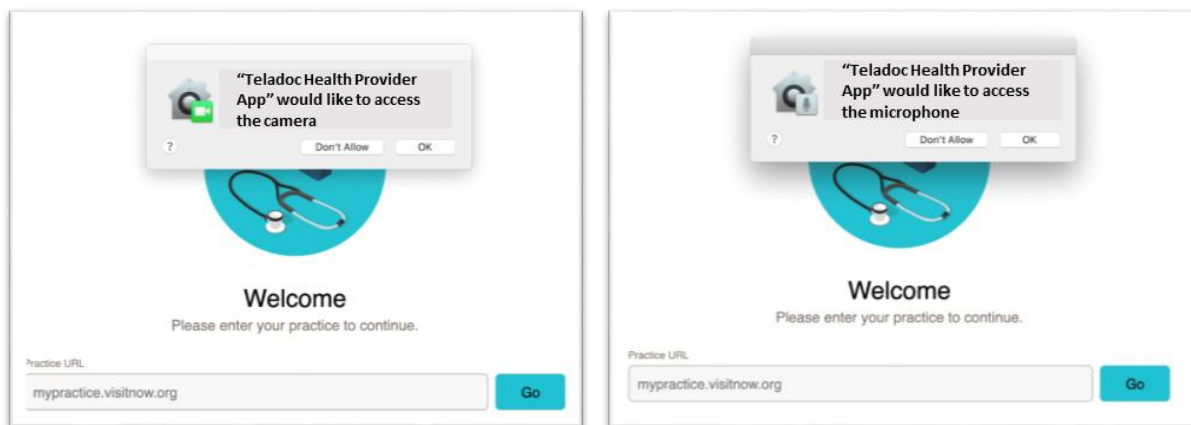 “Teladoc Health Provider
App” would like to access
the camera
?
Don't Allow
OK
Welcome
Please enter your practice to continue.
Practice URL
mypractice.visitnow.org
Go
“Teladoc Health Provider
App” would like to access
the microphone
?
Don't Allow
OK
Welcome
Please enter your practice to continue.
Practice URL
mypractice.visitnow.org
Go